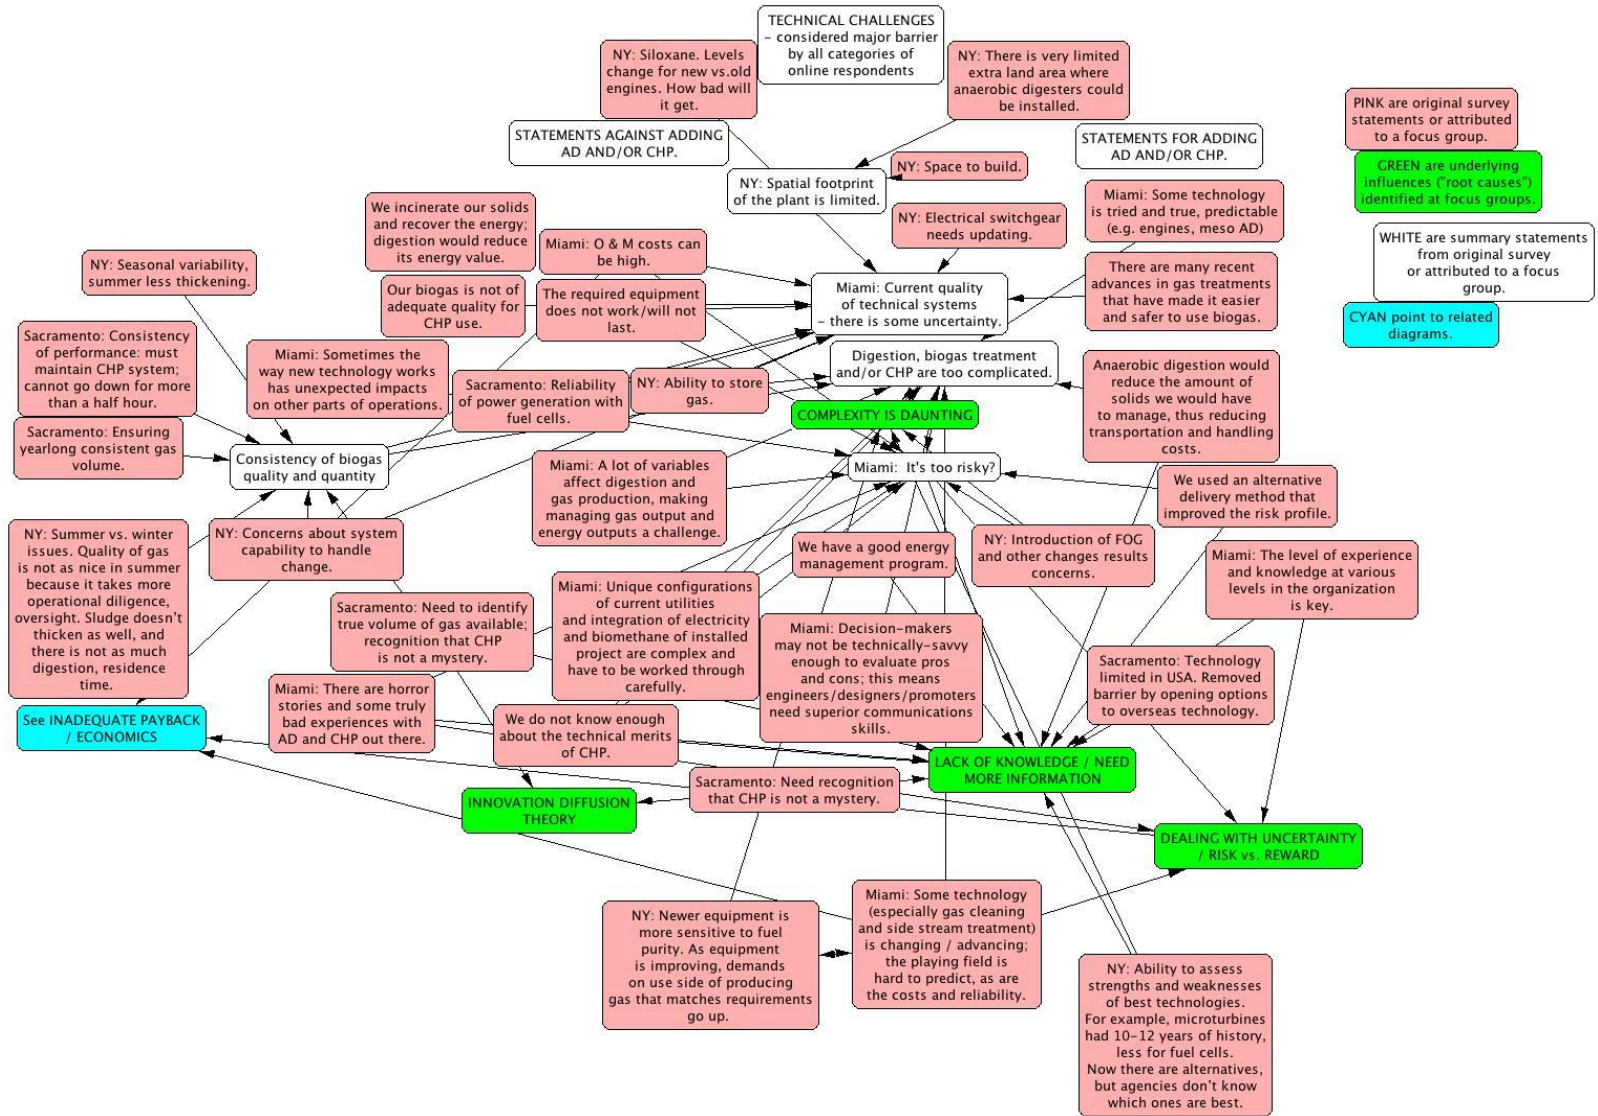 TECHNICAL CHALLENGES
– considered major barrier
by all categories of
online respondents
NY: Siloxane. Levels
change for new vs.old
engines. How bad will
it get.
NY: There is very limited
extra land area where
anaerobic digesters could
be installed.
PINK are original survey
statements or attributed
to a focus group.
STATEMENTS AGAINST ADDING
AD AND/OR CHP.
STATEMENTS FOR ADDING
AD AND/OR CHP.
GREEN are underlying
influences ("root causes")
identified at focus groups.
NY: Space to build.
NY: Spatial footprint
of the plant is limited.
We incinerate our solids
and recover the energy;
digestion would reduce
its energy value.
Miami: Some technology
is tried and true, predictable
(e.g. engines, meso AD)
NY: Electrical switchgear
needs updating.
WHITE are summary statements
from original survey
or attributed to a focus
group.
Miami: O & M costs can
be high.
NY: Seasonal variability,
summer less thickening.
There are many recent
advances in gas treatments
that have made it easier
and safer to use biogas.
Our biogas is not of
adequate quality for
CHP use.
The required equipment
does not work/will not
last.
Miami: Current quality
of technical systems
– there is some uncertainty.
CYAN point to related
diagrams.
Sacramento: Consistency
of performance: must
maintain CHP system;
cannot go down for more
than a half hour.
Miami: Sometimes the
way new technology works
has unexpected impacts
on other parts of operations.
Digestion, biogas treatment
and/or CHP are too complicated.
Anaerobic digestion would
reduce the amount of
solids we would have
to manage, thus reducing
transportation and handling
costs.
Sacramento: Reliability
of power generation with
fuel cells.
NY: Ability to store
gas.
COMPLEXITY IS DAUNTING
Sacramento: Ensuring
yearlong consistent gas
volume.
Consistency of biogas
quality and quantity
Miami: A lot of variables
affect digestion and
gas production, making
managing gas output and
energy outputs a challenge.
Miami:  It's too risky?
We used an alternative
delivery method that
improved the risk profile.
NY: Summer vs. winter
issues. Quality of gas
is not as nice in summer
because it takes more
operational diligence,
oversight. Sludge doesn't
thicken as well, and
there is not as much
digestion, residence
time.
NY: Concerns about system
capability to handle
change.
We have a good energy
management program.
NY: Introduction of FOG
and other changes results
concerns.
Miami: The level of experience
and knowledge at various
levels in the organization
is key.
Sacramento: Need to identify
true volume of gas available;
recognition that CHP
is not a mystery.
Miami: Unique configurations
of current utilities
and integration of electricity
and biomethane of installed
project are complex and
have to be worked through
carefully.
Miami: Decision–makers
may not be technically–savvy
enough to evaluate pros
and cons; this means
engineers/designers/promoters
need superior communications
skills.
Sacramento: Technology
limited in USA. Removed
barrier by opening options
to overseas technology.
Miami: There are horror
stories and some truly
bad experiences with
AD and CHP out there.
See INADEQUATE PAYBACK
/ ECONOMICS
We do not know enough
about the technical merits
of CHP.
LACK OF KNOWLEDGE / NEED
MORE INFORMATION
Sacramento: Need recognition
that CHP is not a mystery.
INNOVATION DIFFUSION
THEORY
DEALING WITH UNCERTAINTY
/ RISK vs. REWARD
NY: Newer equipment is
more sensitive to fuel
purity. As equipment
is improving, demands
on use side of producing
gas that matches requirements
go up.
Miami: Some technology
(especially gas cleaning
and side stream treatment)
is changing / advancing;
the playing field is
hard to predict, as are
the costs and reliability.
NY: Ability to assess
strengths and weaknesses
of best technologies.
For example, microturbines
had 10–12 years of history,
less for fuel cells.
Now there are alternatives,
but agencies don't know
which ones are best.